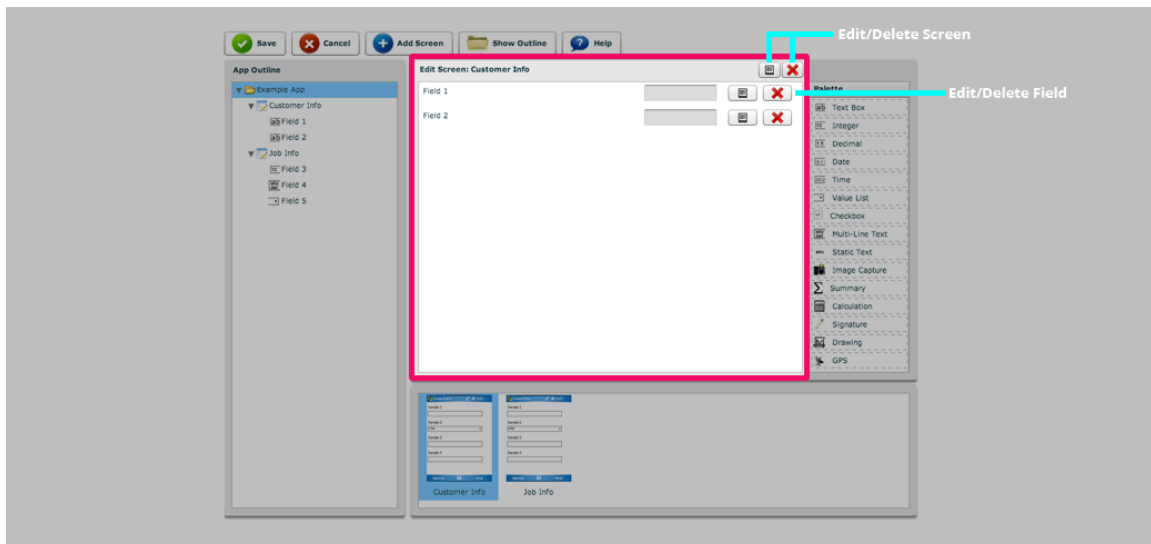 Save
Cancel
Add Screen
Show Outline
Help
Edit/Delete Screen
App Outline
Example App
Customer Info
Field 1
Field 2
Job Info
Field 3
Field 4
Field 5
Edit Screen: Customer Info
Field 1
Field 2
Edit/Delete Field
Palette
Text Box
Integer
Decimal
Date
Time
Value List
Checkbox
Multi-Line Text
Static Text
Image Capture
Summary
Calculation
Signature
Drawing
GPS
Customer Info
Job Info